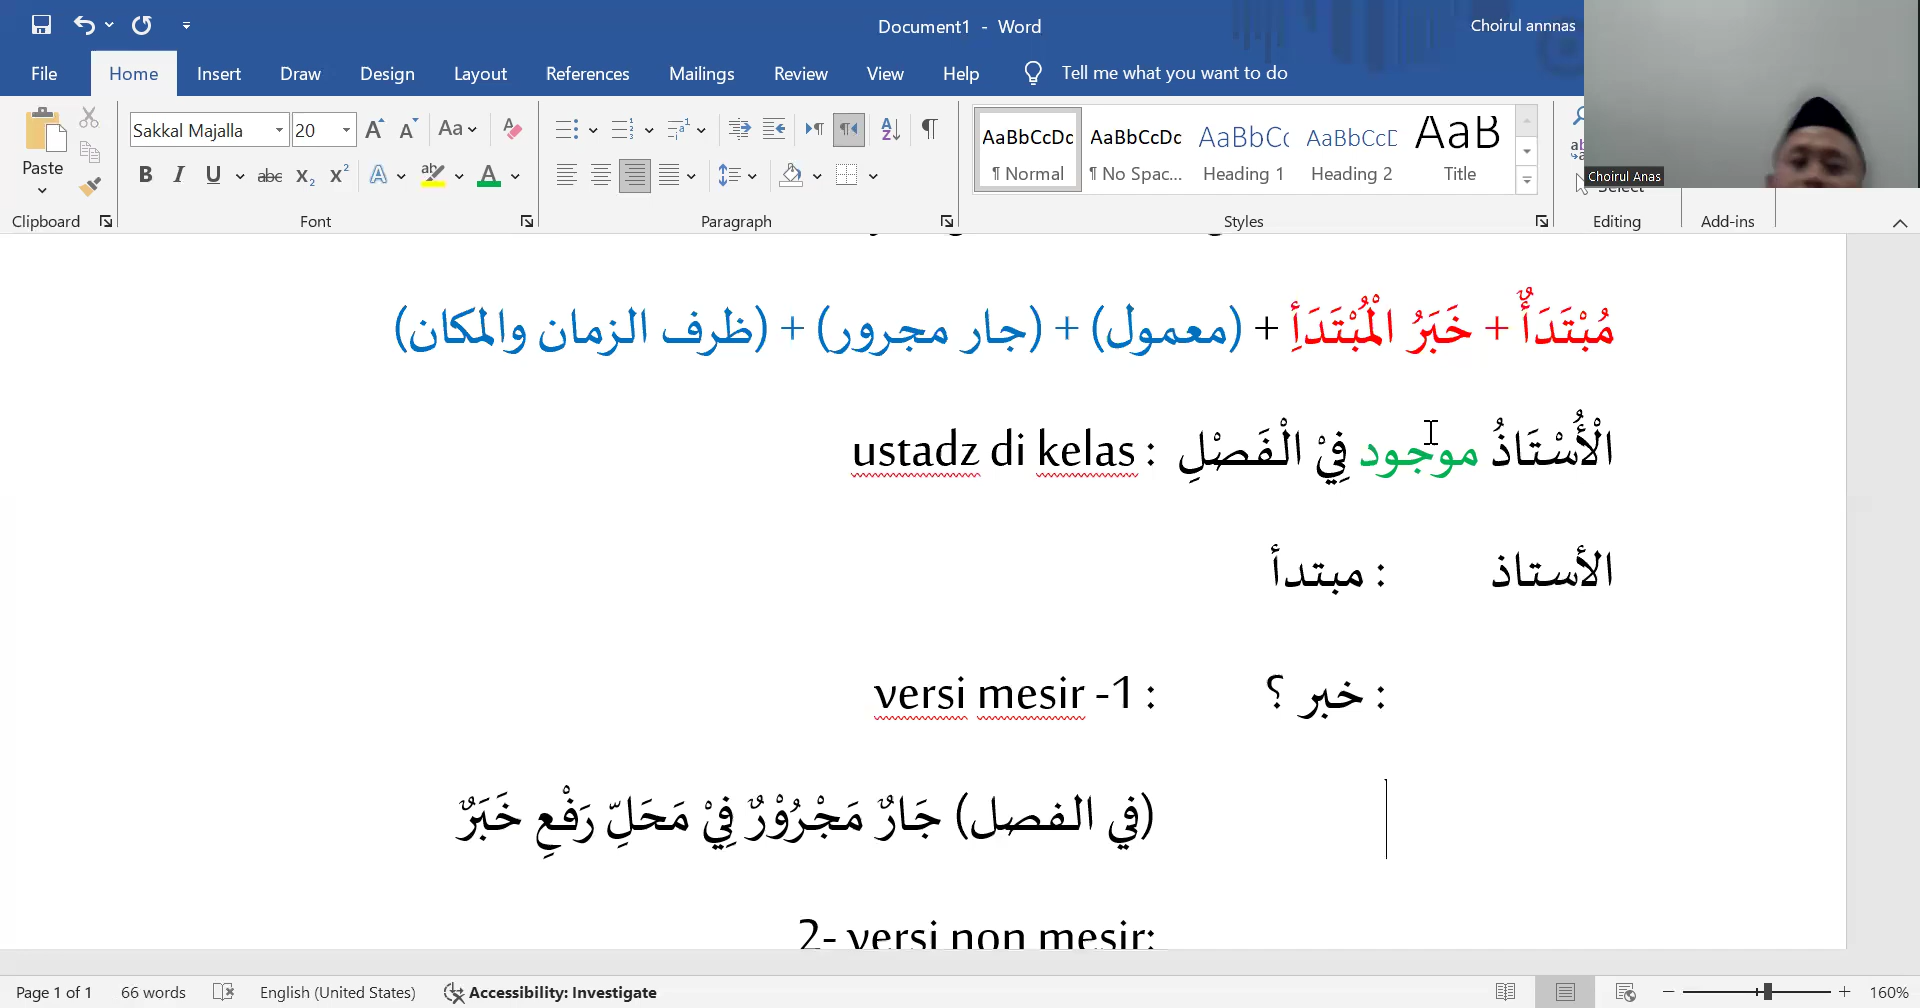 Document1 - Word
Choirul annnas
File Home Insert Draw Design Layout References Mailings Review View Help Tell me what you want to do
Sakkal Majalla 20
Paste
AaBbCcDc AaBbCcDc AaBbCc AaBbCcD AaB
¶ Normal ¶ No Spac... Heading 1 Heading 2 Title
Choirul Anas
Select
Clipboard Font Paragraph Styles Editing Add-ins
مُبْتَدَأٌ + خَبَرُ الْمُبْتَدَأِ + (معمول) + (جار مجرور) + (ظرف الزمان والمكان)
الْأُسْتَاذُ موجود فِيْ الْفَصْلِ : ustadz di kelas
الأستاذ : مبتدأ
: خبر ؟ : versi mesir -1
(في الفصل) جَارٌ مَجْرُوْرٌ فِيْ مَحَلِّ رَفْعِ خَبَرٌ
2- versi non mesir:
Page 1 of 1 66 words English (United States) Accessibility: Investigate 160%